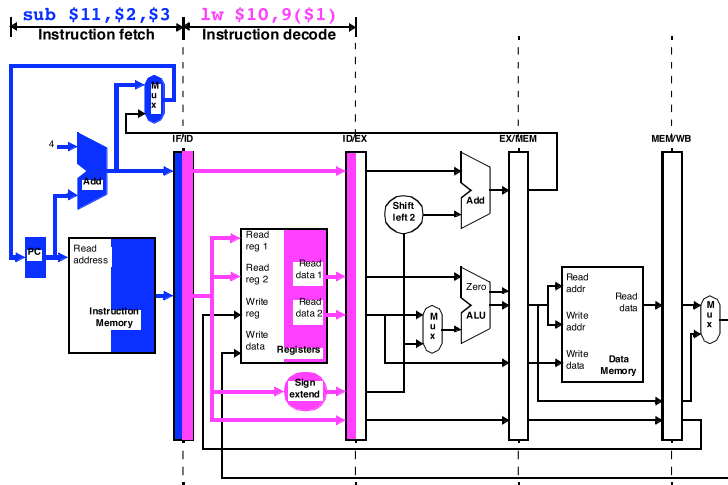 sub $11,$2,$3
lw $10,9($1)
Instruction fetch
Instruction decode
M
u
x
IF/ID
ID/EX
EX/MEM
MEM/WB
4
Add
Add
Shift
left 2
PC
Read
address
Instruction
Memory
Read
reg 1
Read
reg 2
Write
reg
Write
data
Read
data 1
Read
data 2
Registers
Sign
extend
M
u
x
Zero
ALU
Read
addr
Write
addr
Write
data
Read
data
Data
Memory
M
u
x